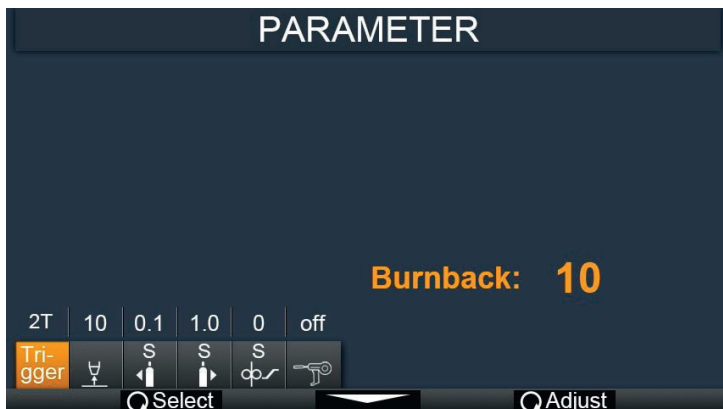 PARAMETER
Burnback: 10
2T 10 0.1 1.0 0 off
Tri-
gger
S S S
Select Adjust